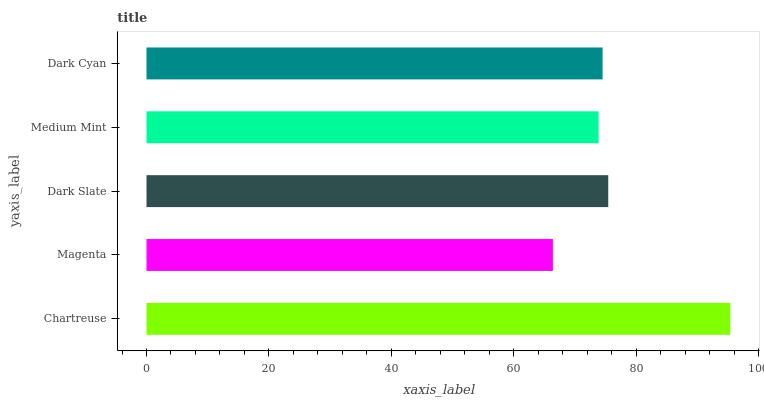 title
Dark Cyan
Medium Mint
Dark Slate
Magenta
Chartreuse
yaxis_label
0 20 40 60 80 100
xaxis_label